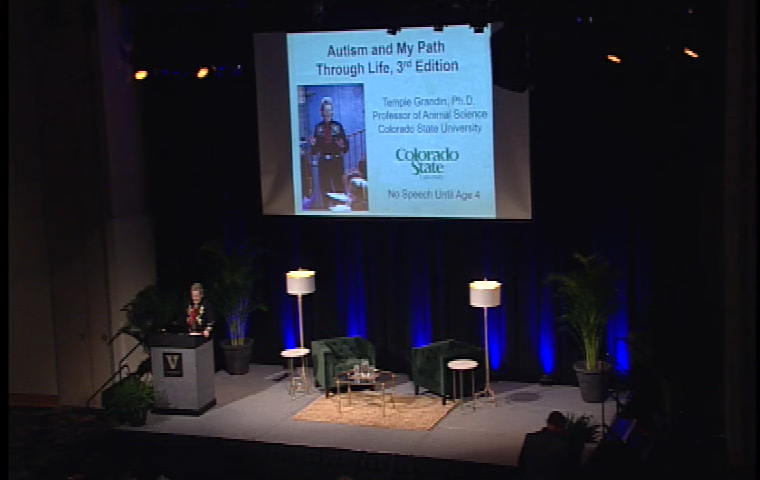 Autism and My Path
Through Life, 3rd Edition
Temple Grandin, Ph.D.
Professor of Animal Science
Colorado State University
Colorado
State
University
No Speech Until Age 4
V